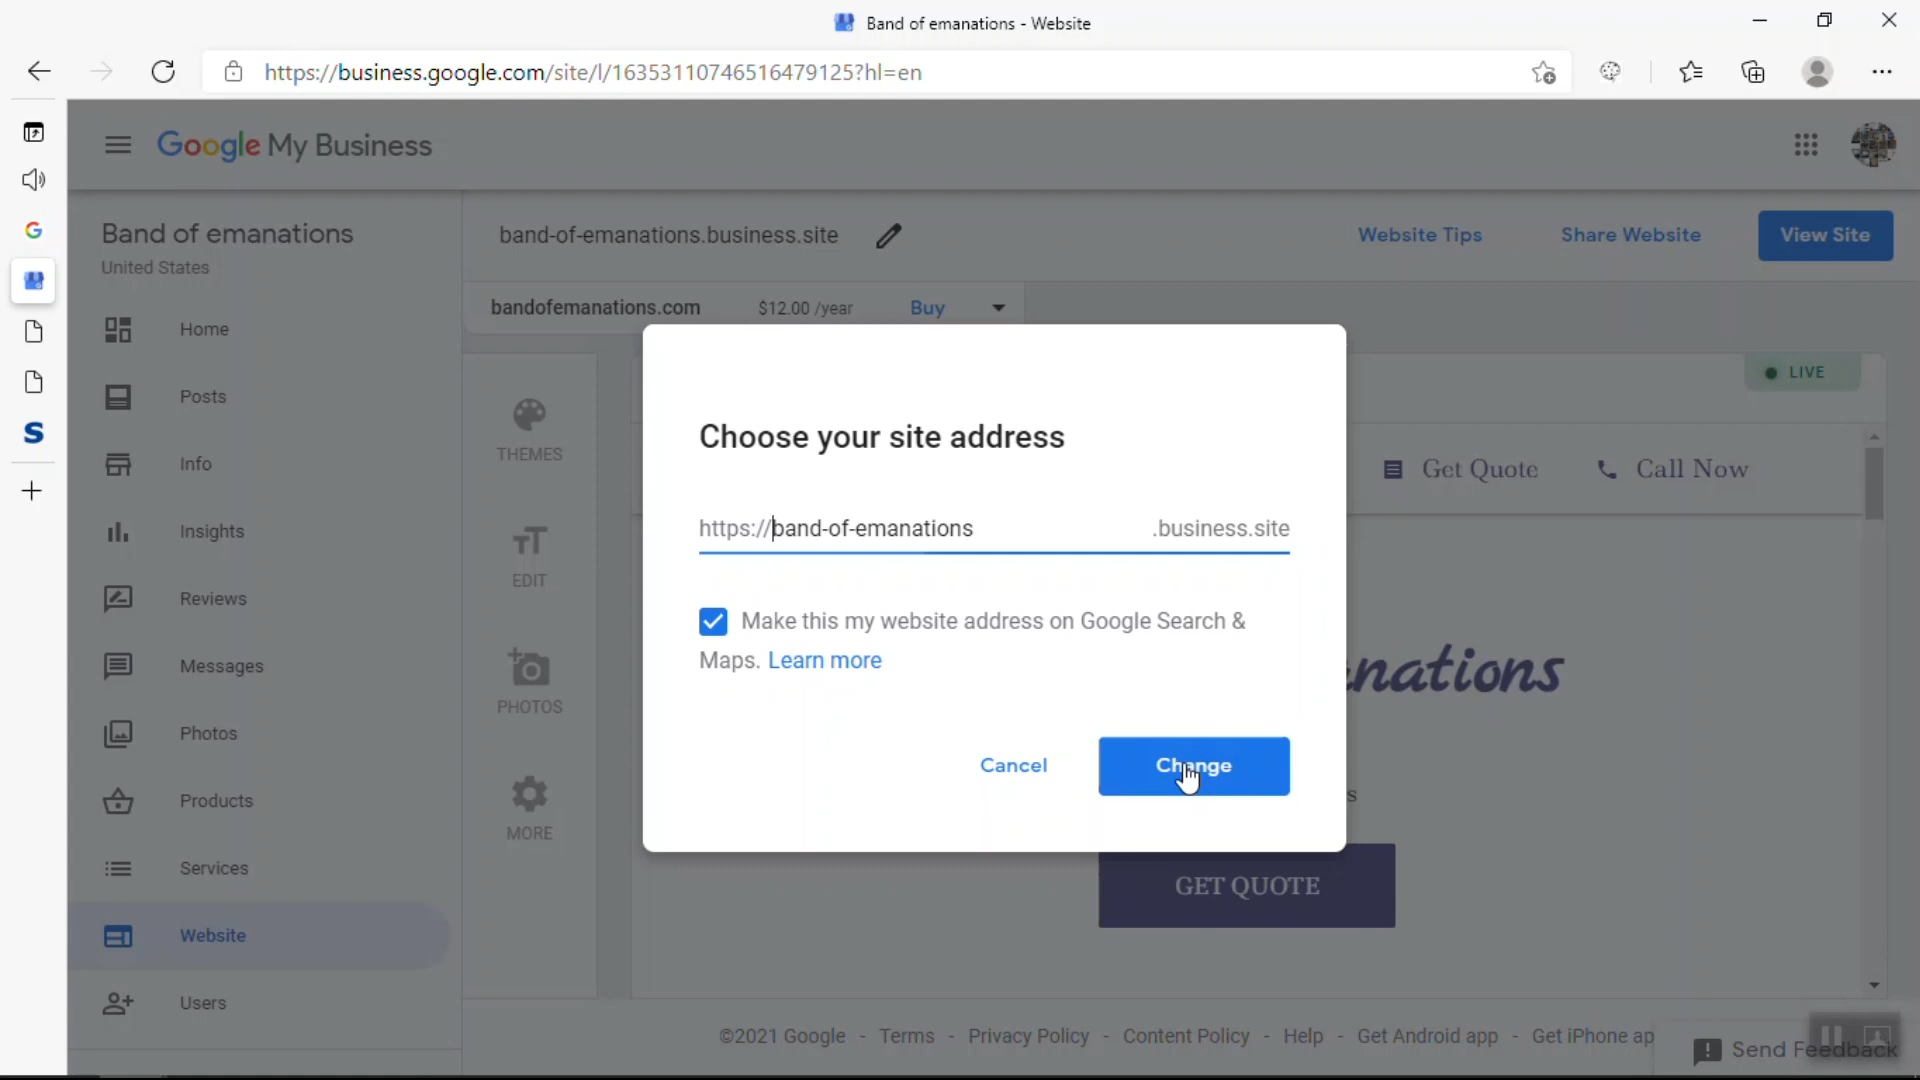 Band of emanations - Website
https://business.google.com/site/l/16353110746516479125?hl=en
Google My Business
Band of emanations
United States
band-of-emanations.business.site
Website Tips
Share Website
View Site
bandofemanations.com $12.00 /year Buy
Home
Posts
Info
Insights
Reviews
Messages
Photos
Products
Services
Website
Users
THEMES
EDIT
PHOTOS
MORE
LIVE
Get Quote
Call Now
Choose your site address
https://band-of-emanations .business.site
Make this my website address on Google Search &
Maps. Learn more
Cancel
Change
nations
s
GET QUOTE
©2021 Google - Terms - Privacy Policy - Content Policy - Help - Get Android app - Get iPhone ap
Send Feedback